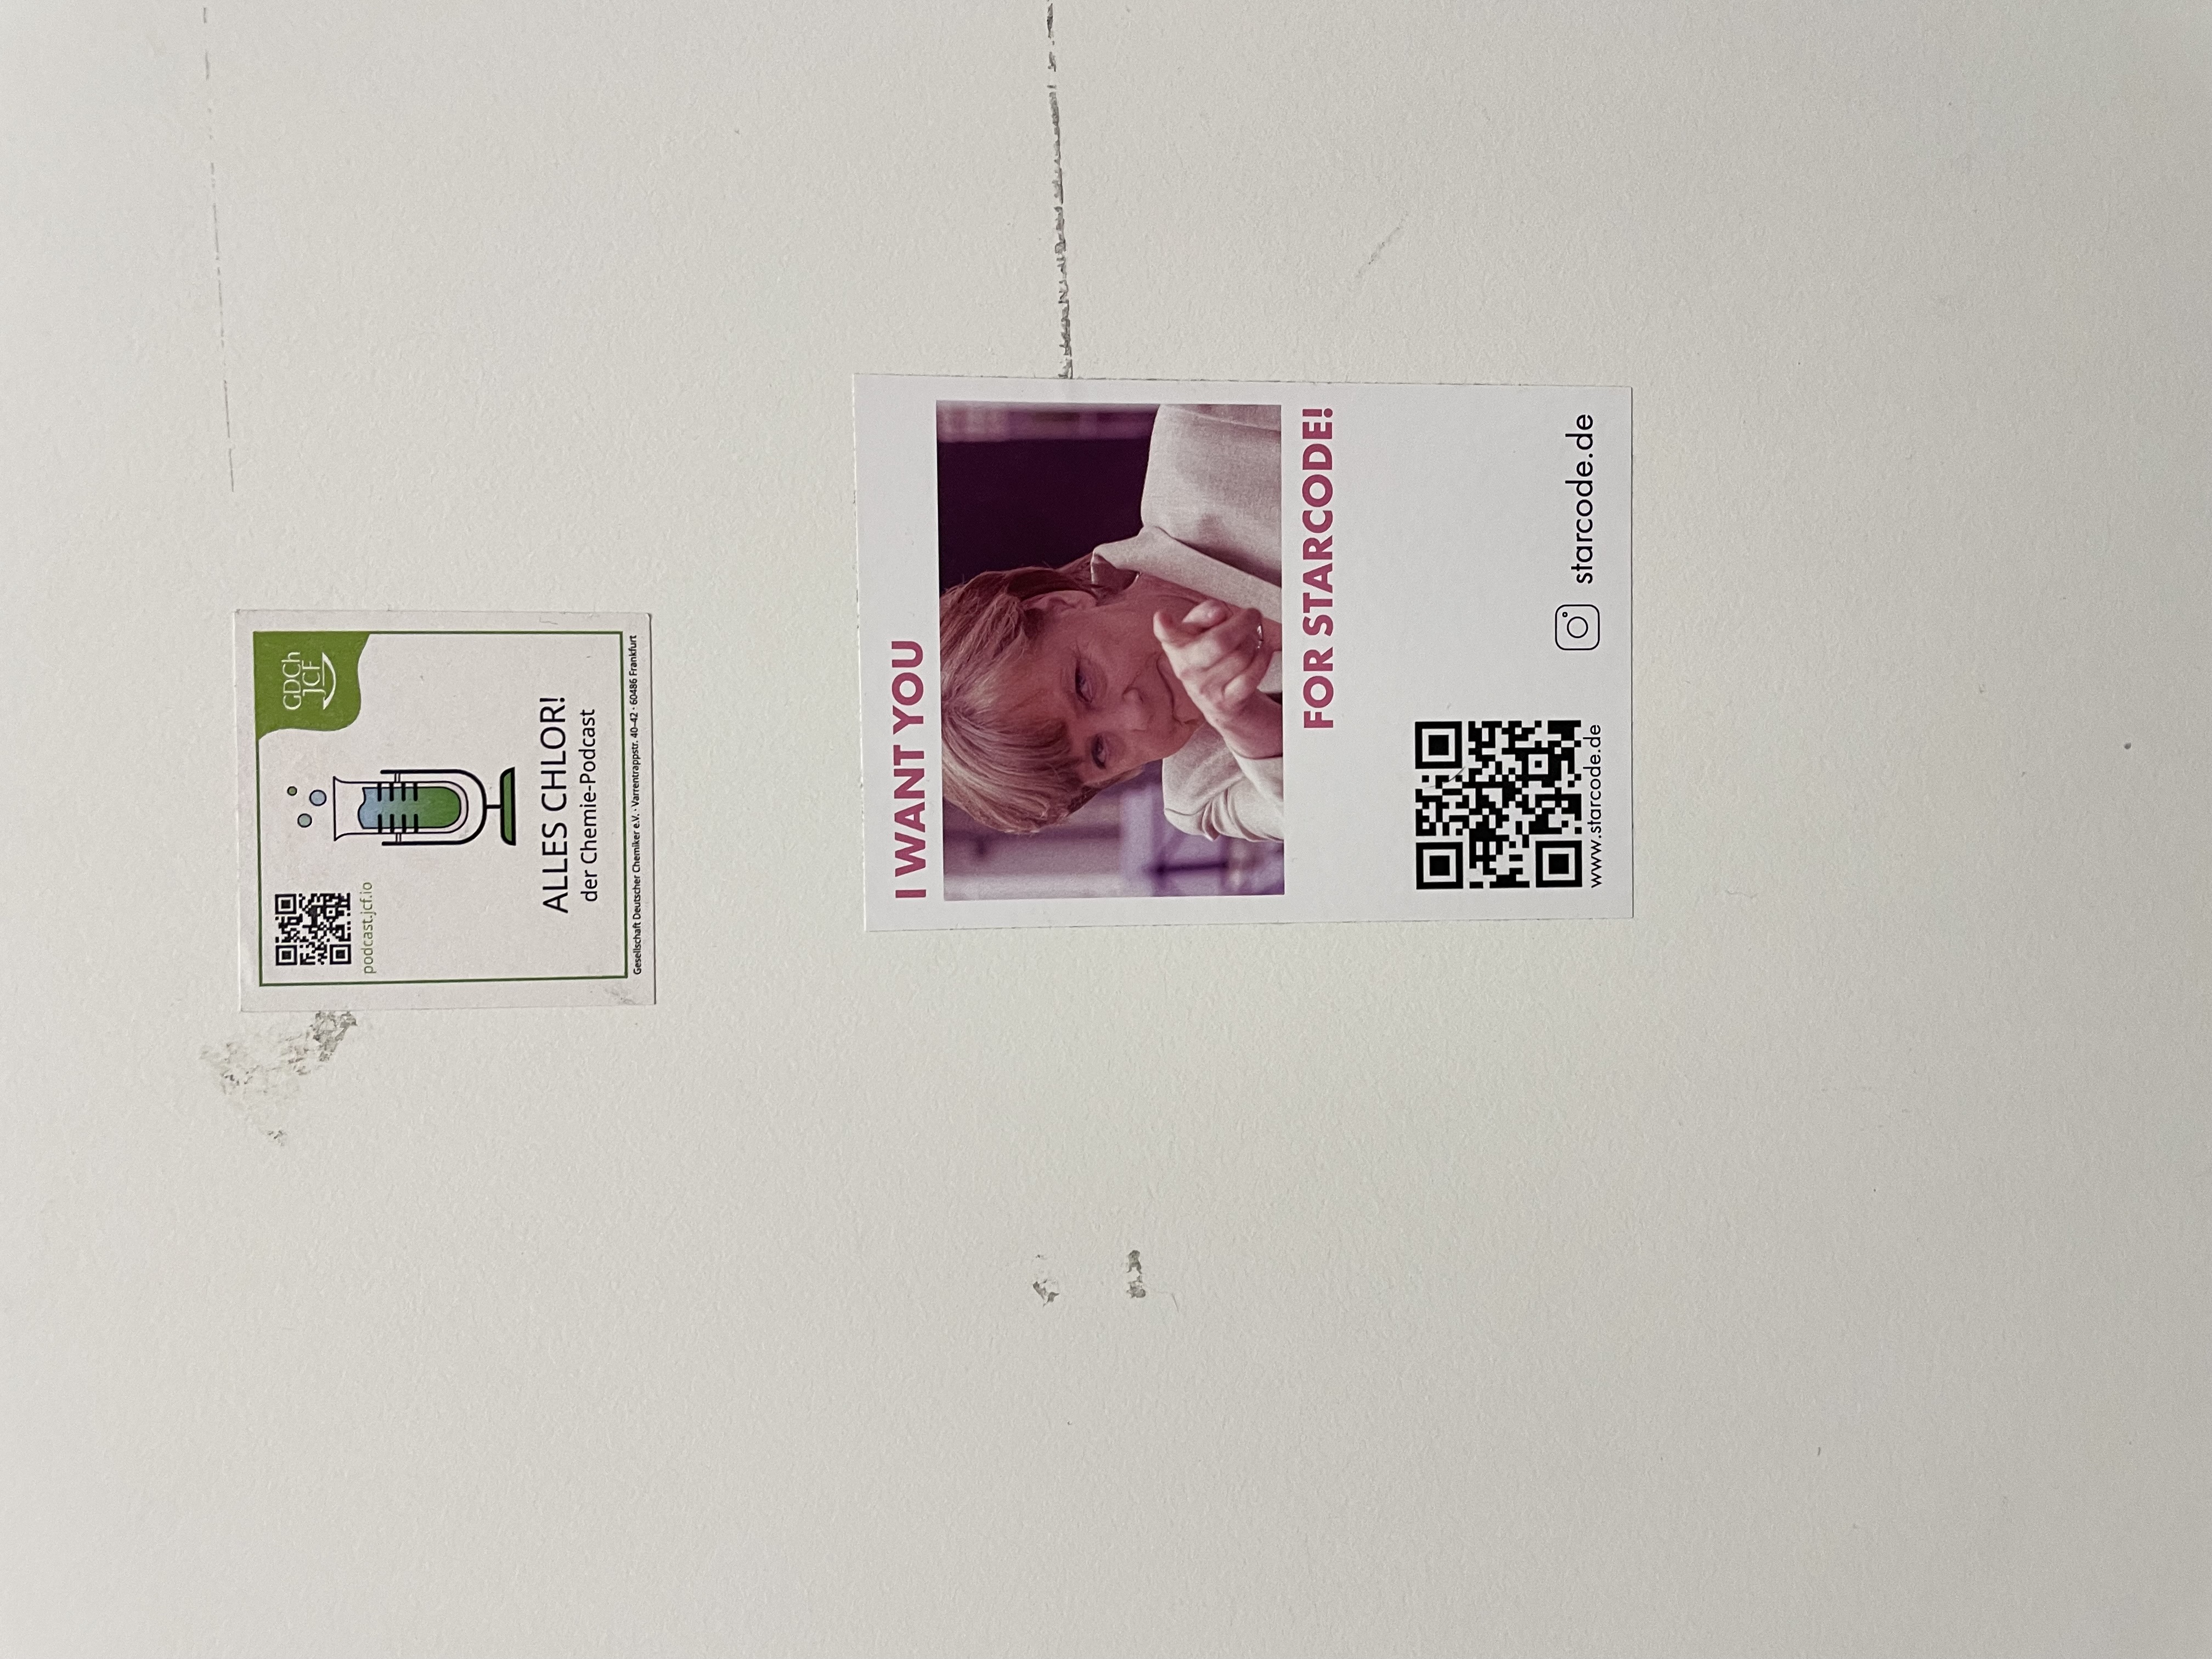 GDCh
JCF
podcast.jcf.io
ALLES CHLOR!
der Chemie-Podcast
Gesellschaft Deutscher Chemiker e.V. · Varrentrappstr. 40–42 · 60486 Frankfurt
I WANT YOU
FOR STARCODE!
www.starcode.de
starcode.de